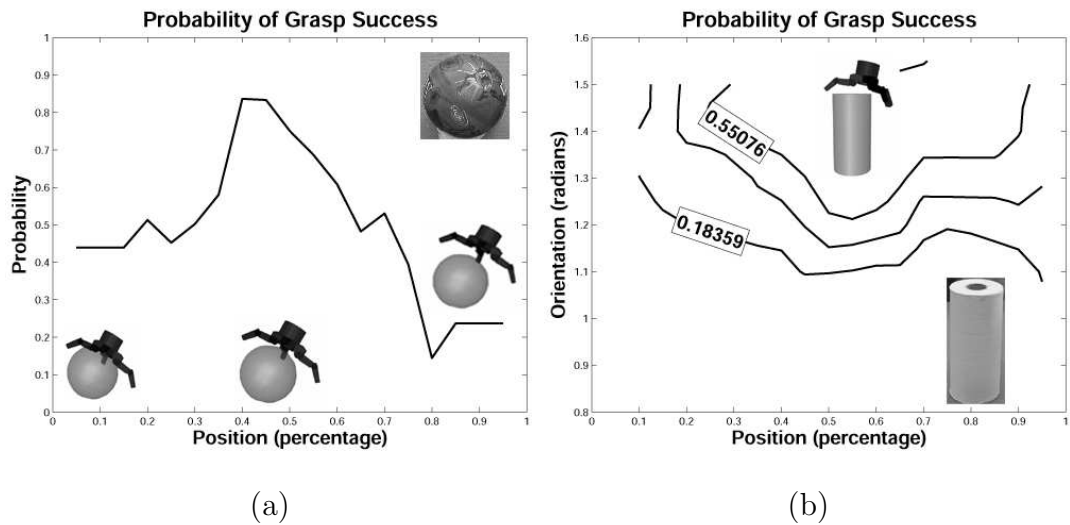 Probability of Grasp Success
1
0.9
0.8
0.7
0.6
0.5
0.4
0.3
0.2
0.1
0
Probability
0 0.1 0.2 0.3 0.4 0.5 0.6 0.7 0.8 0.9 1
Position (percentage)
(a)
Probability of Grasp Success
1.6
1.5
1.4
1.3
1.2
1.1
1
0.9
0.8
Orientation (radians)
0.55076
0.18359
0 0.1 0.2 0.3 0.4 0.5 0.6 0.7 0.8 0.9 1
Position (percentage)
(b)